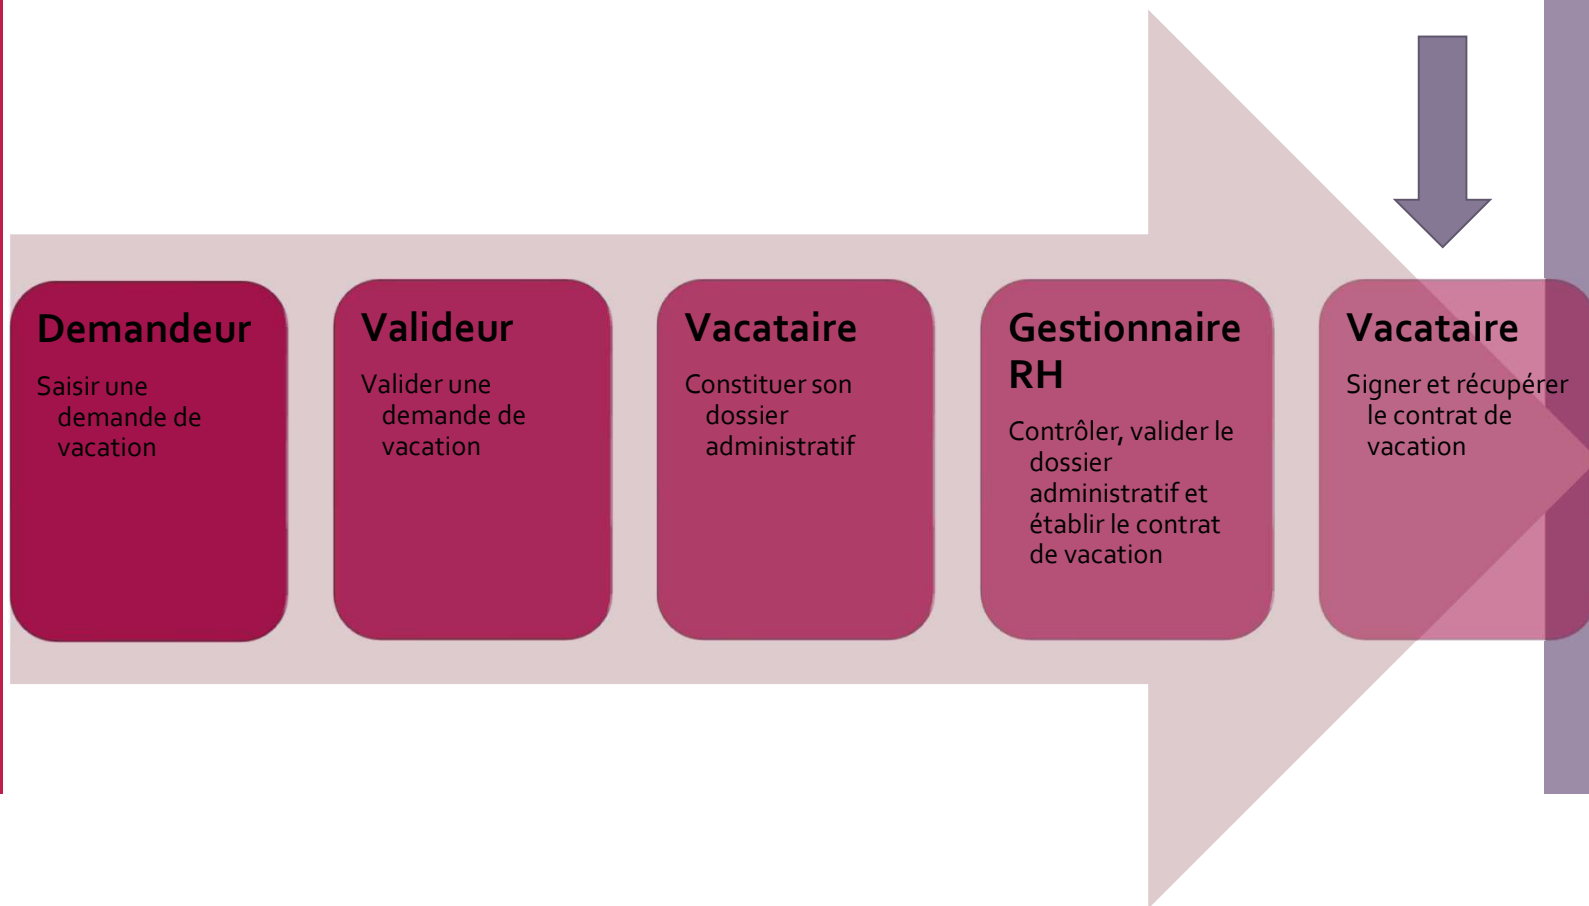 Demandeur
Saisir une
demande de
vacation
Valideur
Valider une
demande de
vacation
Vacataire
Constituer son
dossier
administratif
Gestionnaire
RH
Contrôler, valider le
dossier
administratif et
établir le contrat
de vacation
Vacataire
Signer et récupérer
le contrat de
vacation